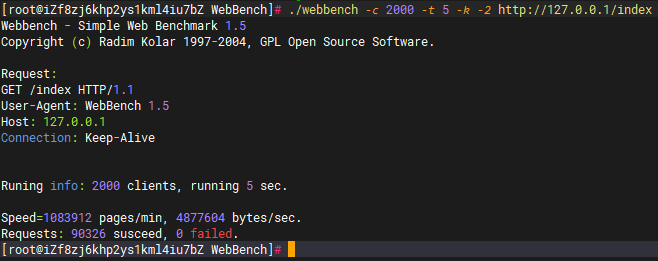 [root@iZf8zj6khp2ys1kml4iu7bZ WebBench]# ./webbench -c 2000 -t 5 -k -2 http://127.0.0.1/index
Webbench - Simple Web Benchmark 1.5
Copyright (c) Radim Kolar 1997-2004, GPL Open Source Software.
Request:
GET /index HTTP/1.1
User-Agent: WebBench 1.5
Host: 127.0.0.1
Connection: Keep-Alive
Runing info: 2000 clients, running 5 sec.
Speed=1083912 pages/min, 4877604 bytes/sec.
Requests: 90326 susceed, 0 failed.
[root@iZf8zj6khp2ys1kml4iu7bZ WebBench]#